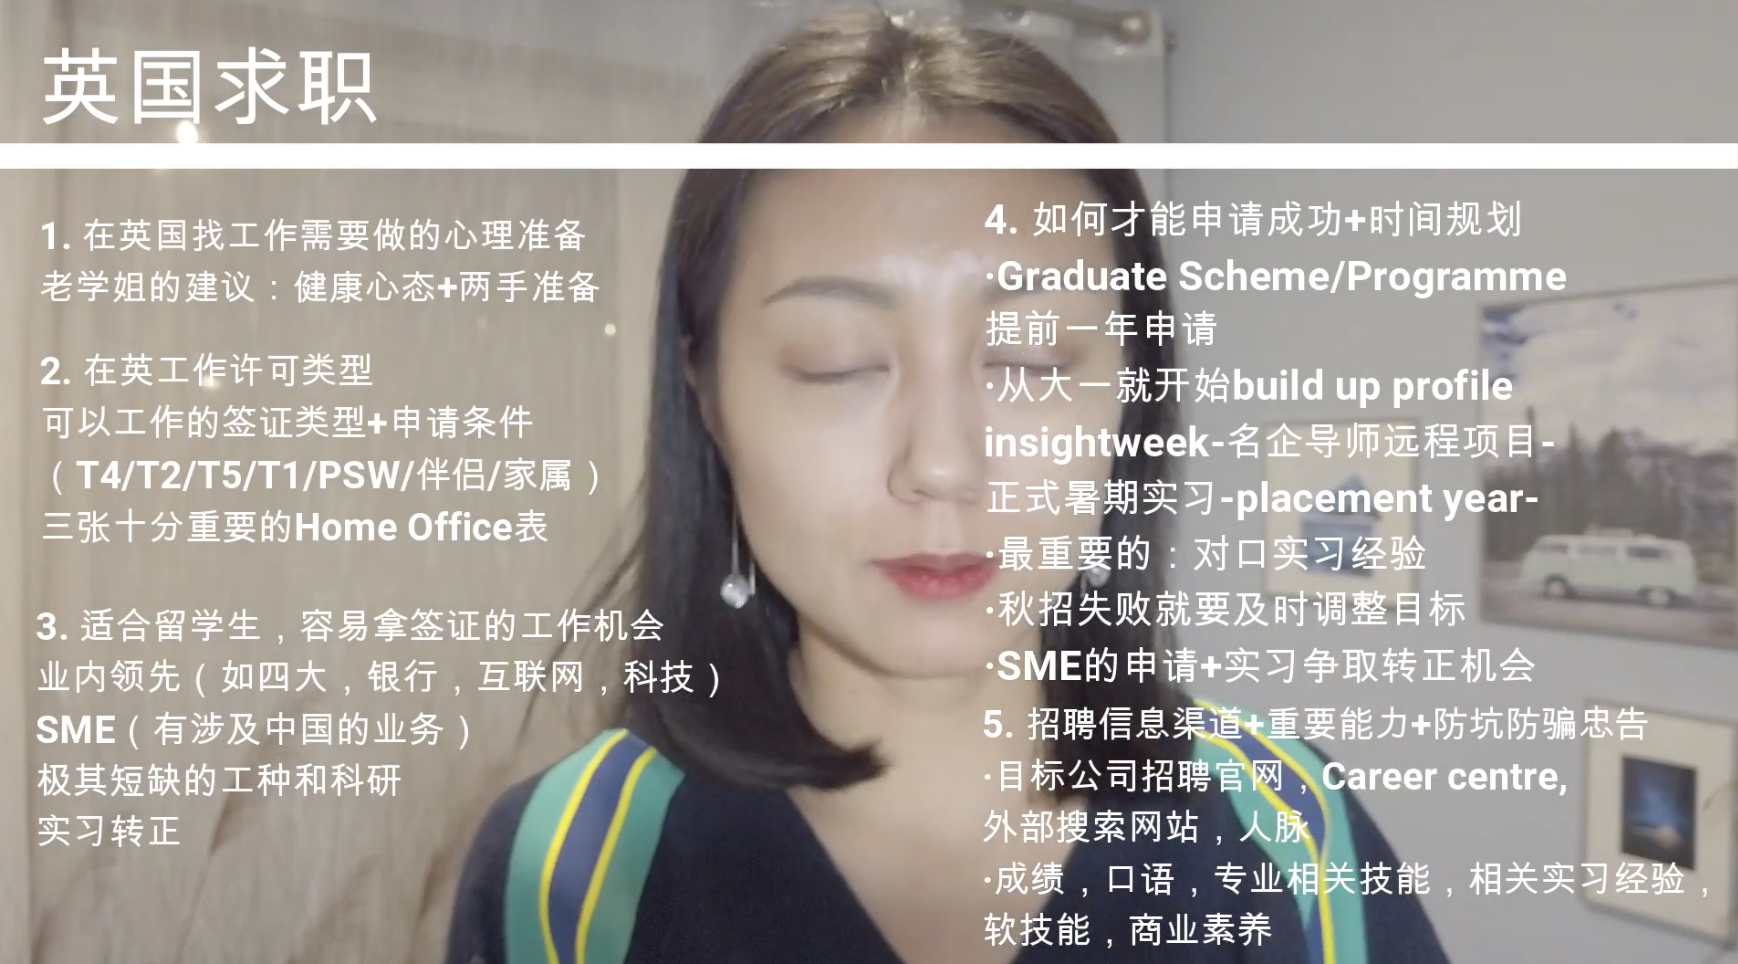 英国求职
1. 在英国找工作需要做的心理准备
老学姐的建议：健康心态+两手准备
2. 在英工作许可类型
可以工作的签证类型+申请条件
（T4/T2/T5/T1/PSW/伴侣/家属）
三张十分重要的Home Office表
3. 适合留学生，容易拿签证的工作机会
业内领先（如四大，银行，互联网，科技）
SME（有涉及中国的业务）
极其短缺的工种和科研
实习转正
4. 如何才能申请成功+时间规划
·Graduate Scheme/Programme
提前一年申请
·从大一就开始build up profile
insightweek-名企导师远程项目-
正式暑期实习-placement year-
·最重要的：对口实习经验
·秋招失败就要及时调整目标
·SME的申请+实习争取转正机会
5. 招聘信息渠道+重要能力+防坑防骗忠告
·目标公司招聘官网，Career centre,
外部搜索网站，人脉
·成绩，口语，专业相关技能，相关实习经验，
软技能，商业素养